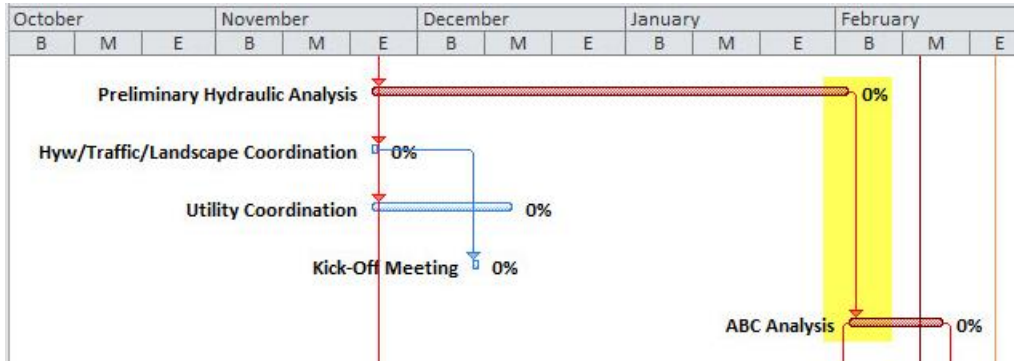 October November December January February
B M E B M E B M E B M E B M E
Preliminary Hydraulic Analysis 0%
Hyw/Traffic/Landscape Coordination 0%
Utility Coordination 0%
Kick-Off Meeting 0%
ABC Analysis 0%